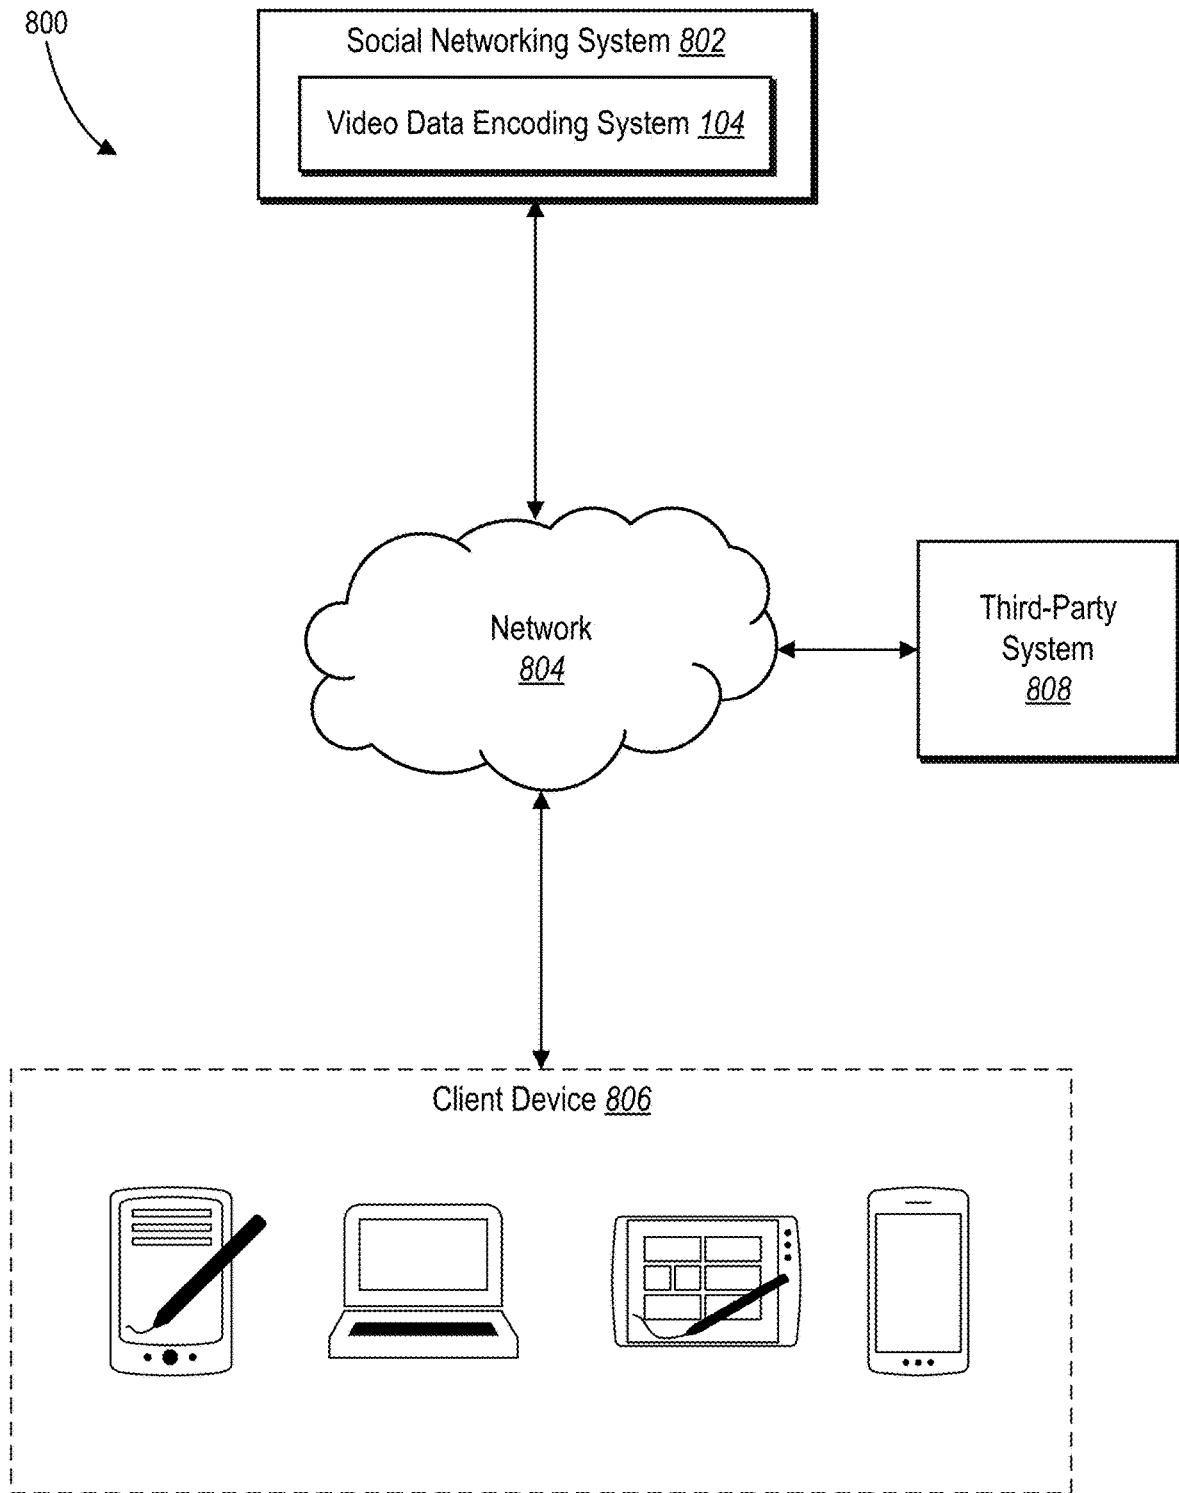 800
Social Networking System 802
Video Data Encoding System 104
Network
804
Third-Party
System
808
Client Device 806